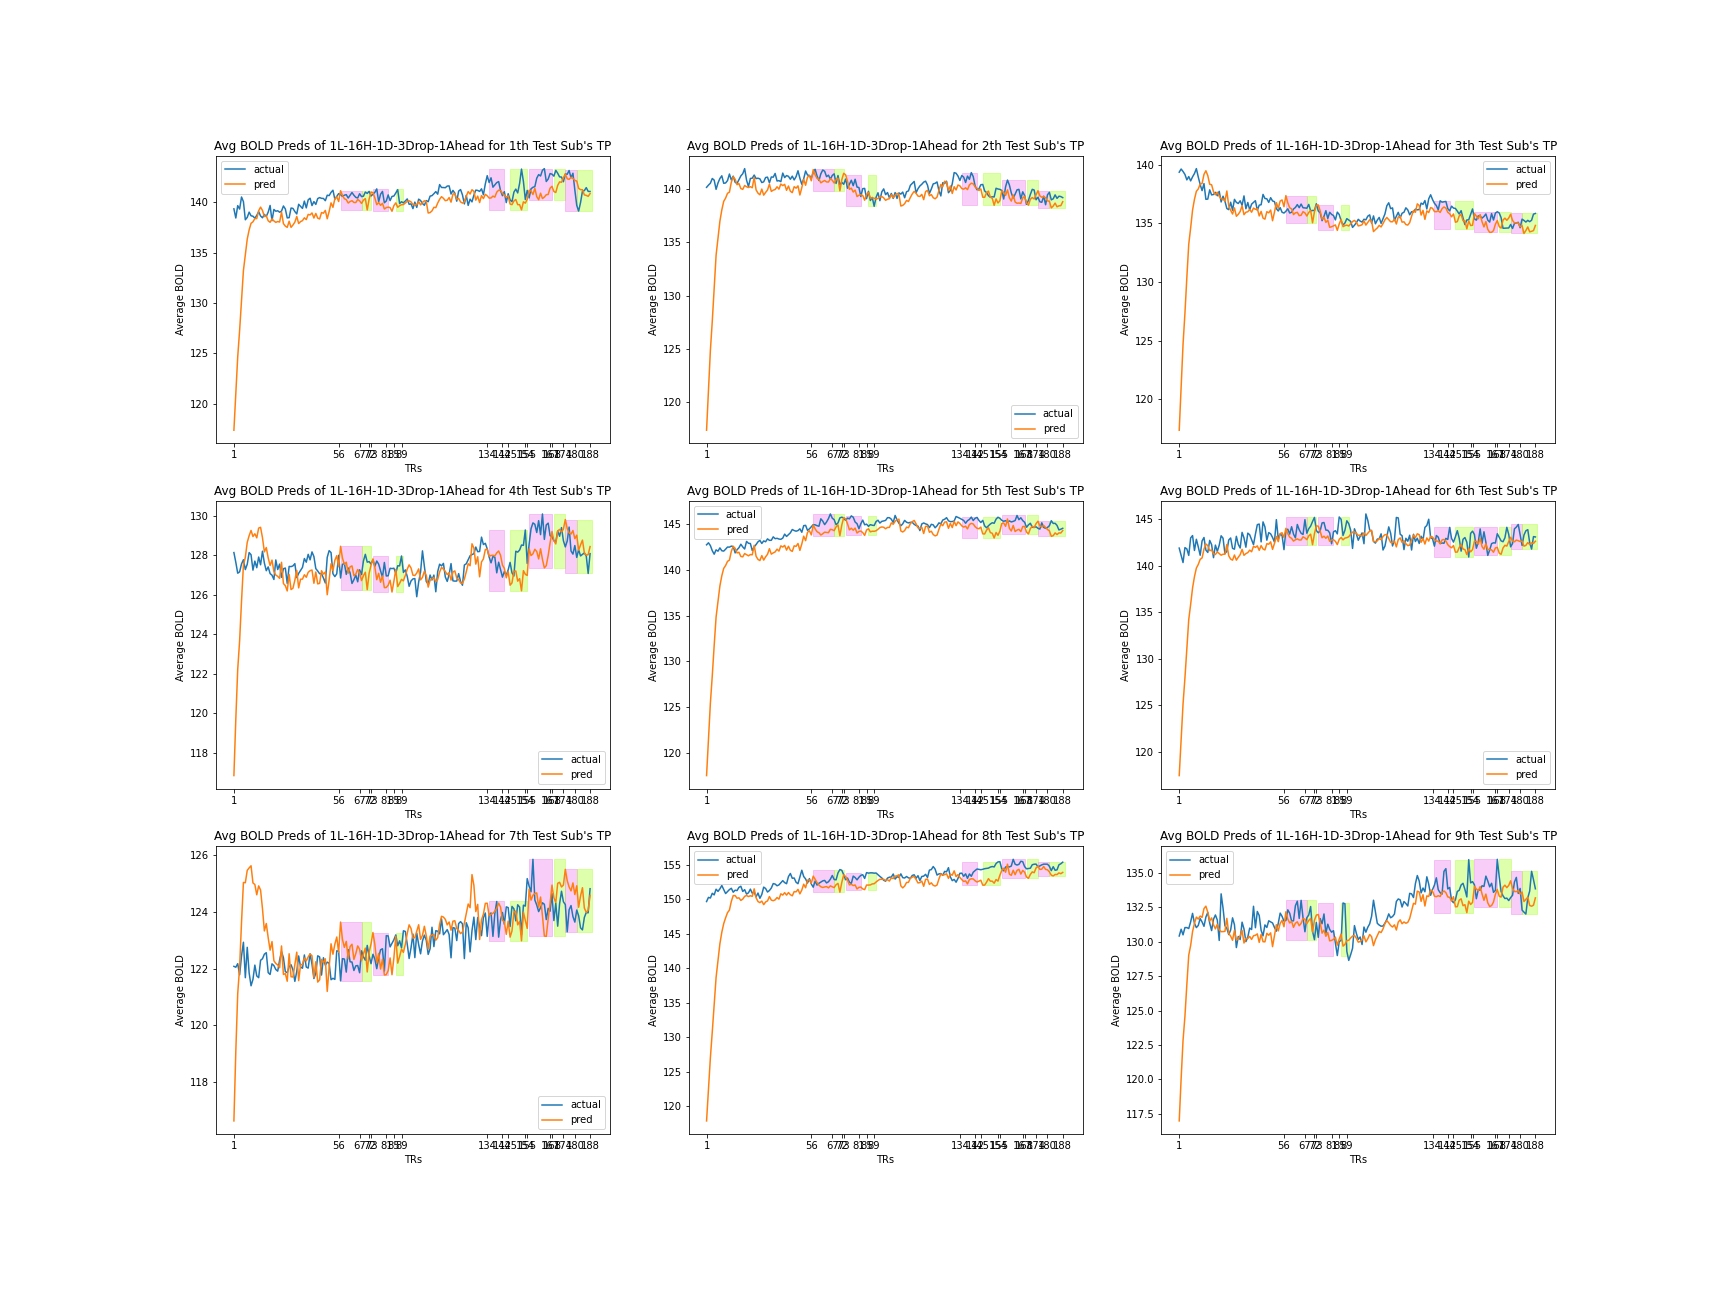 Avg BOLD Preds of 1L-16H-1D-3Drop-1Ahead for 1th Test Sub's TP
actual
pred
140
135
130
125
120
Average BOLD
1 56
134
188
TRs
Avg BOLD Preds of 1L-16H-1D-3Drop-1Ahead for 2th Test Sub's TP
140
135
130
125
120
Average BOLD
actual
pred
1 56
134
188
TRs
Avg BOLD Preds of 1L-16H-1D-3Drop-1Ahead for 3th Test Sub's TP
actual
pred
140
135
130
125
120
Average BOLD
1 56
134
188
TRs
Avg BOLD Preds of 1L-16H-1D-3Drop-1Ahead for 4th Test Sub's TP
130
128
126
124
122
120
118
Average BOLD
actual
pred
1 56
134
188
TRs
Avg BOLD Preds of 1L-16H-1D-3Drop-1Ahead for 5th Test Sub's TP
actual
pred
145
140
135
130
125
120
Average BOLD
1 56
134
188
TRs
Avg BOLD Preds of 1L-16H-1D-3Drop-1Ahead for 6th Test Sub's TP
145
140
135
130
125
120
Average BOLD
actual
pred
1 56
134
188
TRs
Avg BOLD Preds of 1L-16H-1D-3Drop-1Ahead for 7th Test Sub's TP
126
124
122
120
118
Average BOLD
actual
pred
1 56
134
188
TRs
Avg BOLD Preds of 1L-16H-1D-3Drop-1Ahead for 8th Test Sub's TP
actual
pred
155
150
145
140
135
130
125
120
Average BOLD
1 56
134
188
TRs
Avg BOLD Preds of 1L-16H-1D-3Drop-1Ahead for 9th Test Sub's TP
actual
pred
135.0
132.5
130.0
127.5
125.0
122.5
120.0
117.5
Average BOLD
1 56
134
188
TRs